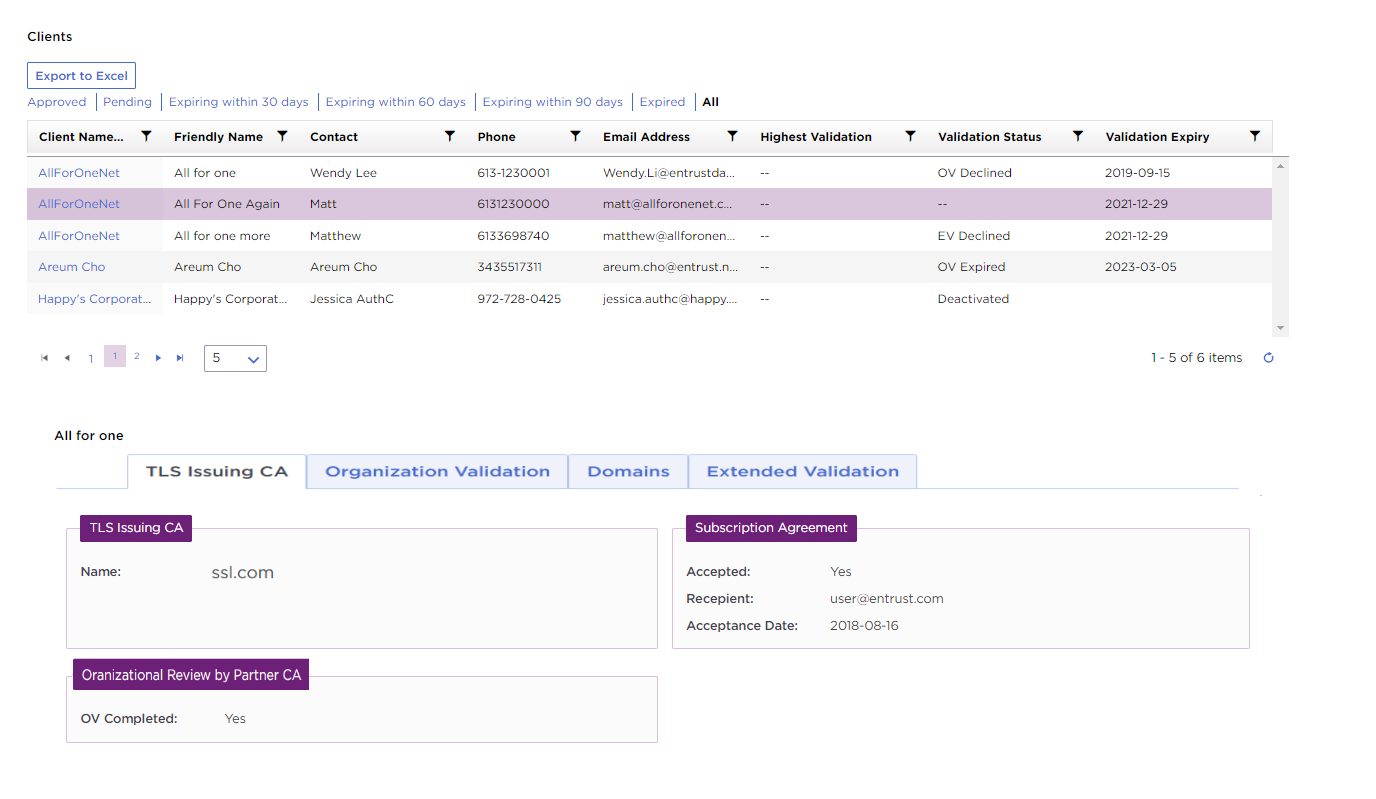 Clients
Export to Excel
Approved Pending Expiring within 30 days Expiring within 60 days Expiring within 90 days Expired All
Client Name... Friendly Name Contact Phone Email Address Highest Validation Validation Status Validation Expiry
AllForOneNet All for one Wendy Lee 613-1230001 Wendy.Li@entrustda... -- OV Declined 2019-09-15
AllForOneNet All For One Again Matt 6131230000 matt@allforonenet.c... -- -- 2021-12-29
AllForOneNet All for one more Matthew 6133698740 matthew@allforonen... -- EV Declined 2021-12-29
Areum Cho Areum Cho Areum Cho 3435517311 areum.cho@entrust.n... -- OV Expired 2023-03-05
Happy's Corporat... Happy's Corporat... Jessica AuthC 972-728-0425 jessica.authc@happy.... -- Deactivated
1 1 2 5 1 - 5 of 6 items
All for one
TLS Issuing CA Organization Validation Domains Extended Validation
TLS Issuing CA
Name: ssl.com
Subscription Agreement
Accepted: Yes
Recepient: user@entrust.com
Acceptance Date: 2018-08-16
Oranizational Review by Partner CA
OV Completed: Yes